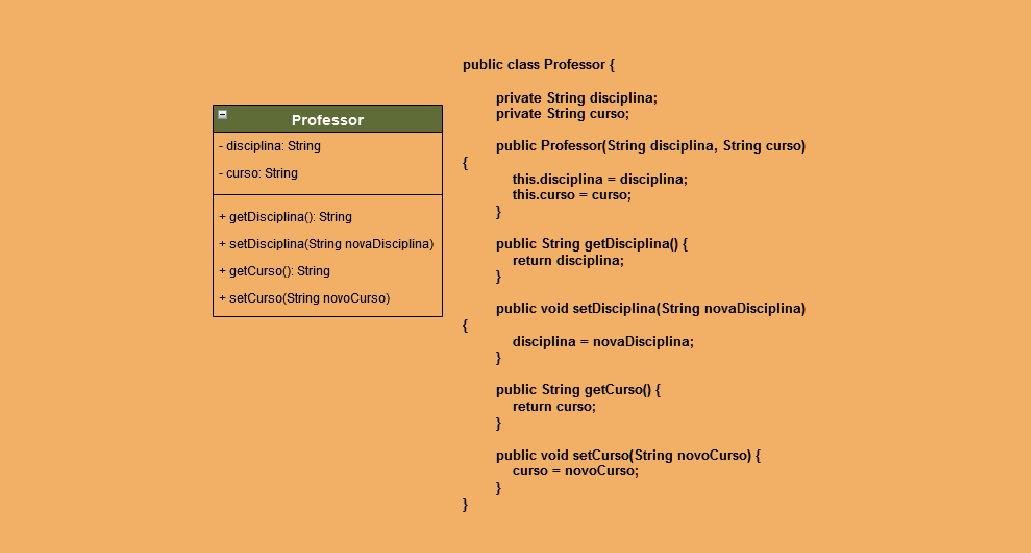 Professor
- disciplina: String
- curso: String
+ getDisciplina(): String
+ setDisciplina(String novaDisciplina)
+ getCurso(): String
+ setCurso(String novoCurso)
public class Professor {
private String disciplina;
private String curso;
public Professor(String disciplina, String curso)
{
this.disciplina = disciplina;
this.curso = curso;
}
public String getDisciplina() {
return disciplina;
}
public void setDisciplina(String novaDisciplina)
{
disciplina = novaDisciplina;
}
public String getCurso() {
return curso;
}
public void setCurso(String novoCurso) {
curso = novoCurso;
}
}